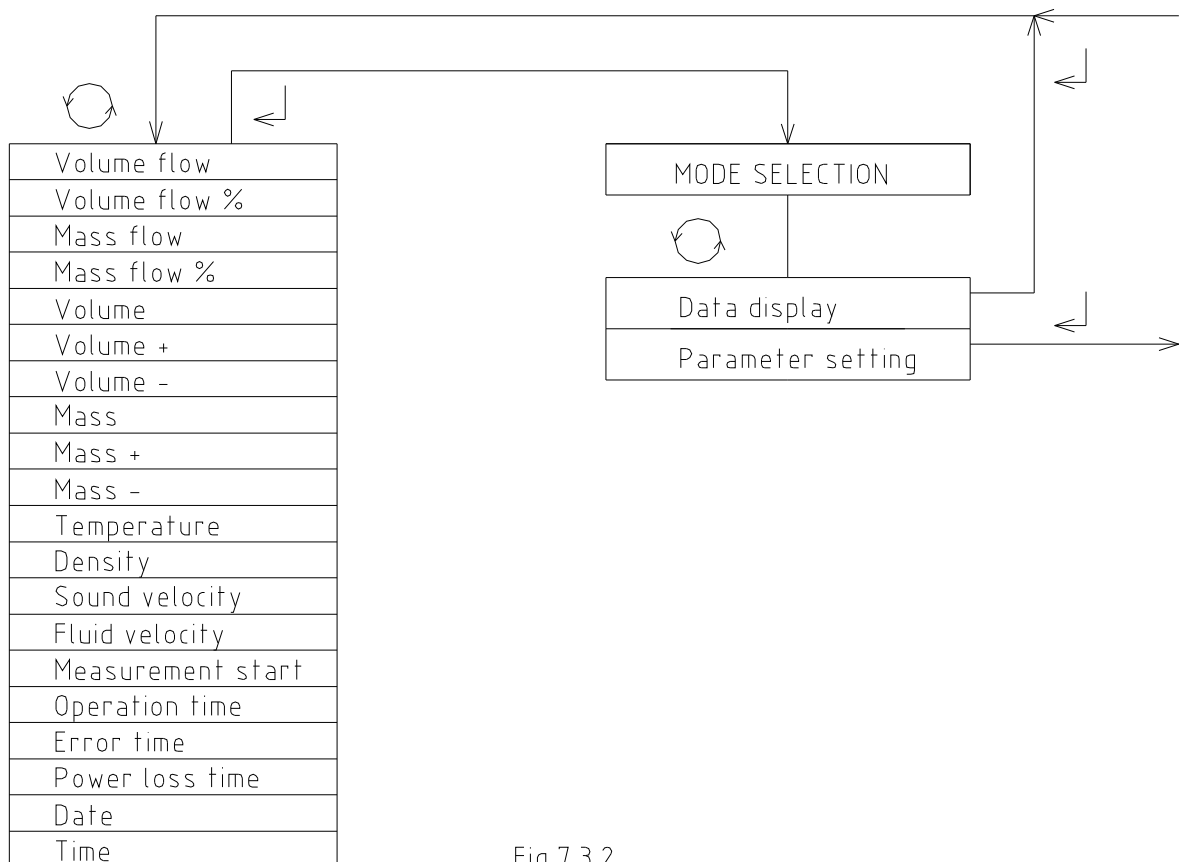 Volume flow
Volume flow %
Mass flow
Mass flow %
Volume
Volume +
Volume -
Mass
Mass +
Mass -
Temperature
Density
Sound velocity
Fluid velocity
Measurement start
Operation time
Error time
Power loss time
Date
Time
MODE SELECTION
Data display
Parameter setting
Fig 7.3.2